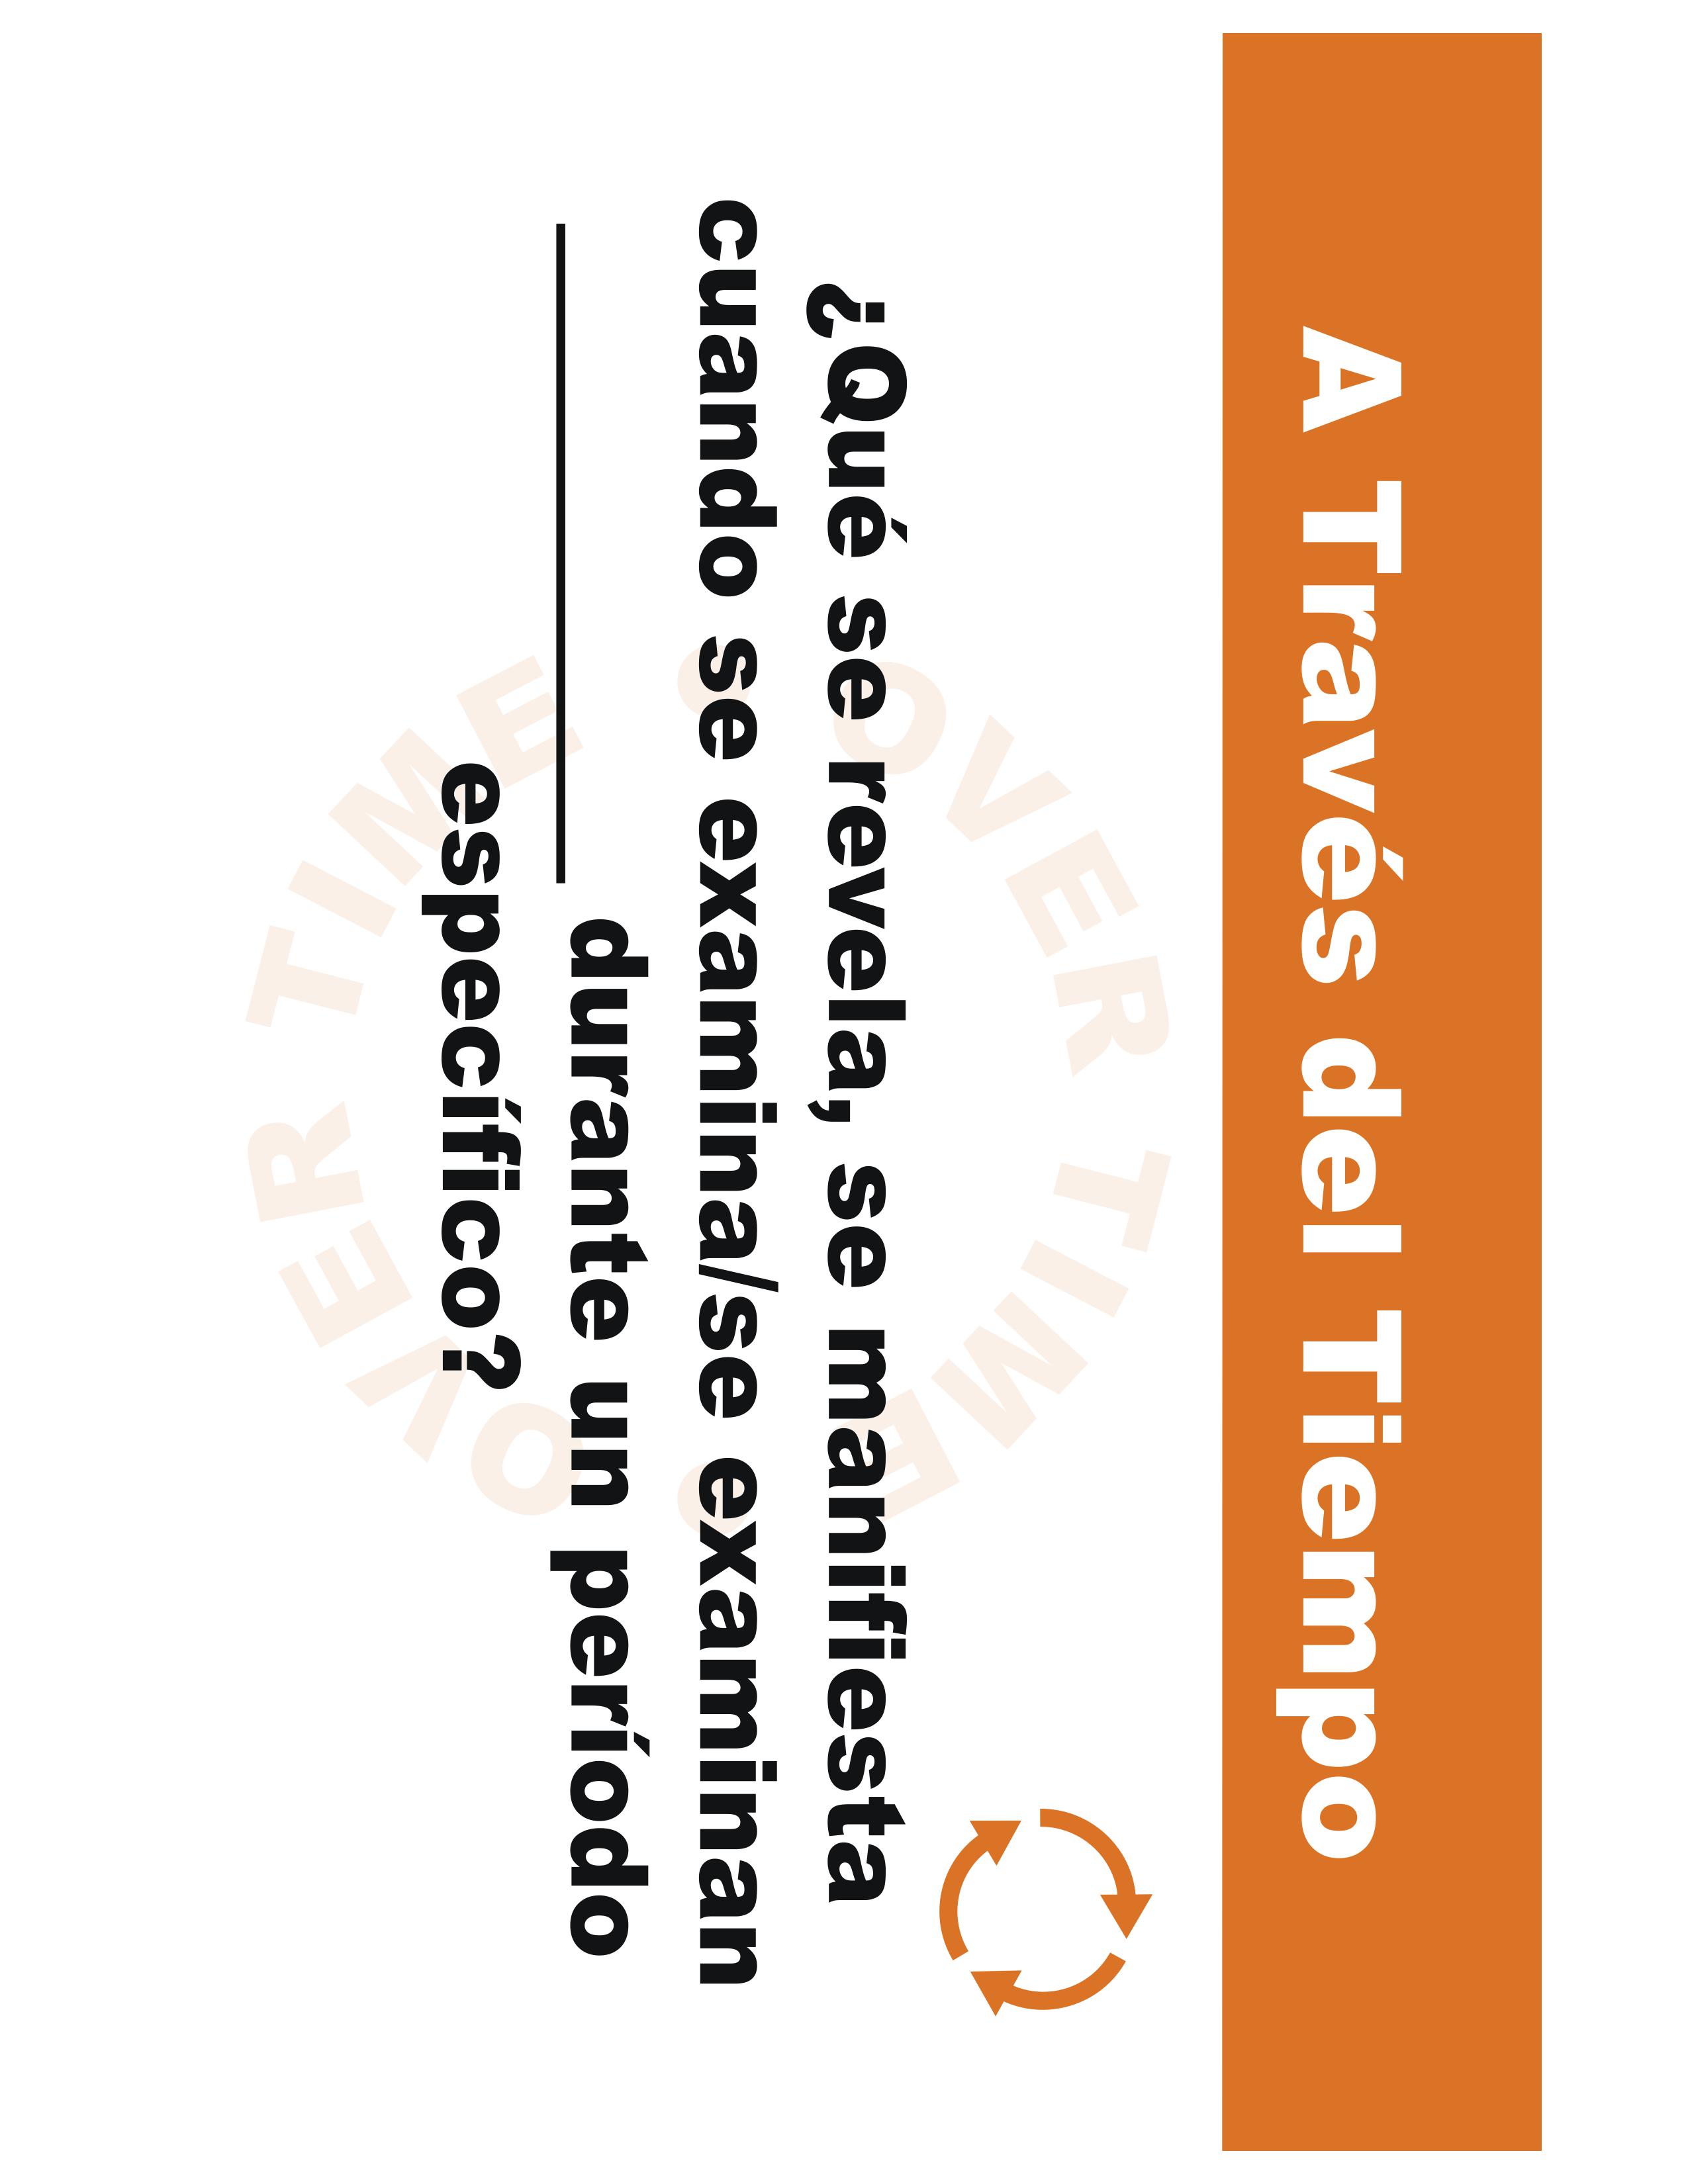 A Través del Tiempo
OVER TIME
¿Qué se revela, se manifiesta
cuando se examina/se examinan
____________ durante un período
específico?
OVER TIME